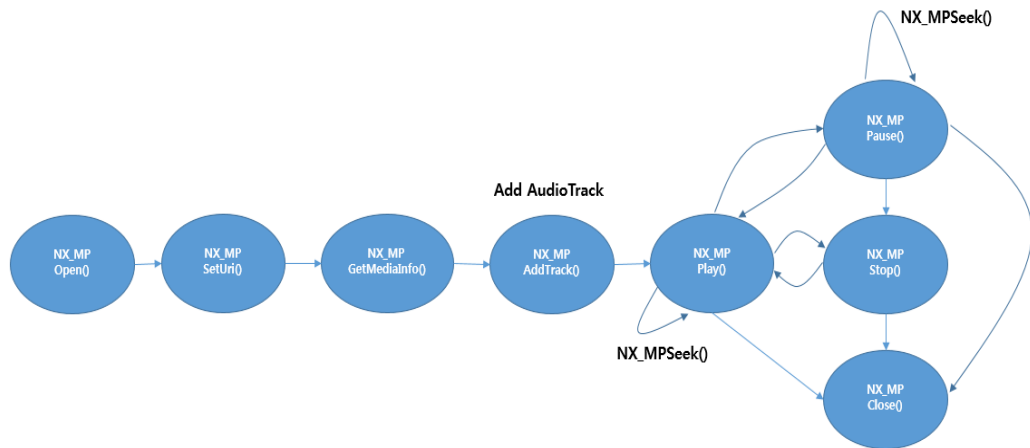 NX_MPSeek()
NX_MP
Pause()
Add AudioTrack
NX_MP
Open()
NX_MP
SetUri()
NX_MP
GetMediaInfo()
NX_MP
AddTrack()
NX_MP
Play()
NX_MP
Stop()
NX_MPSeek()
NX_MP
Close()